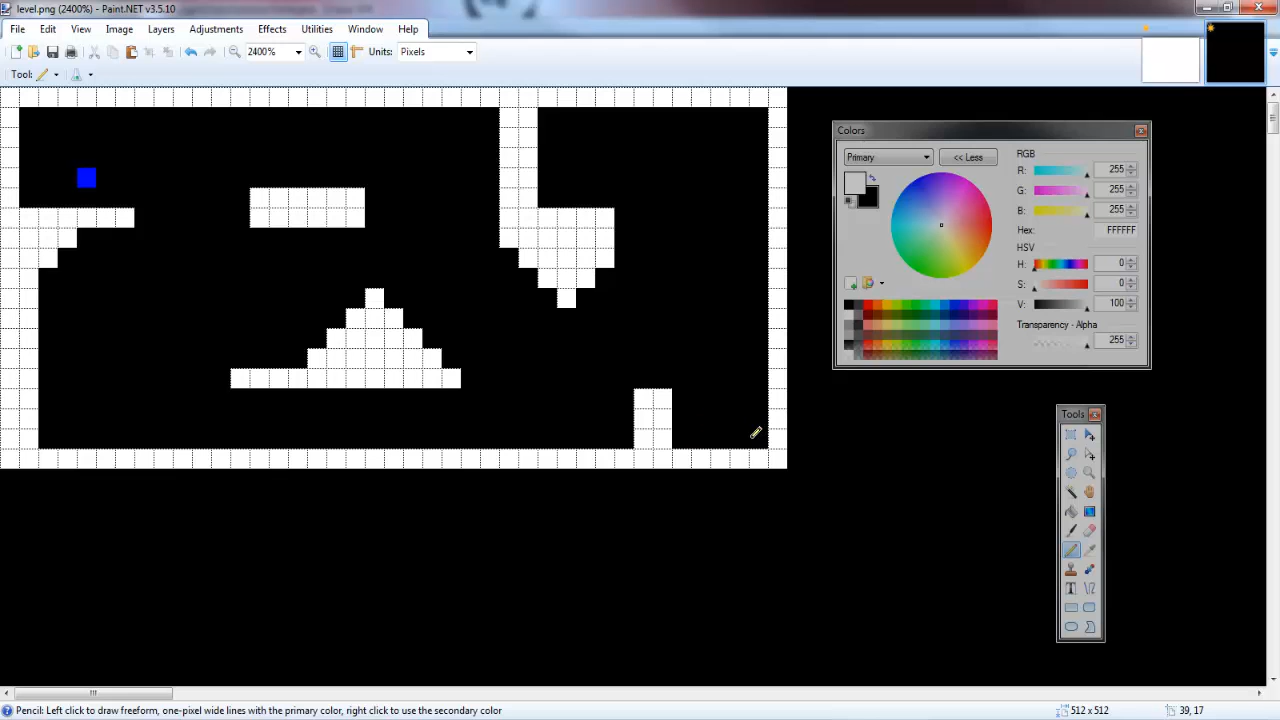 level.png (2400%) - Paint.NET v3.5.10
File Edit View Image Layers Adjustments Effects Utilities Window Help
2400% Units: Pixels
Tool:
Colors
Primary << Less RGB
R: 255
G: 255
B: 255
Hex: FFFFFF
HSV
H: 0
S: 0
V: 100
Transparency - Alpha
255
Tools
Pencil: Left click to draw freeform, one-pixel wide lines with the primary color, right click to use the secondary color 512 x 512 39, 17